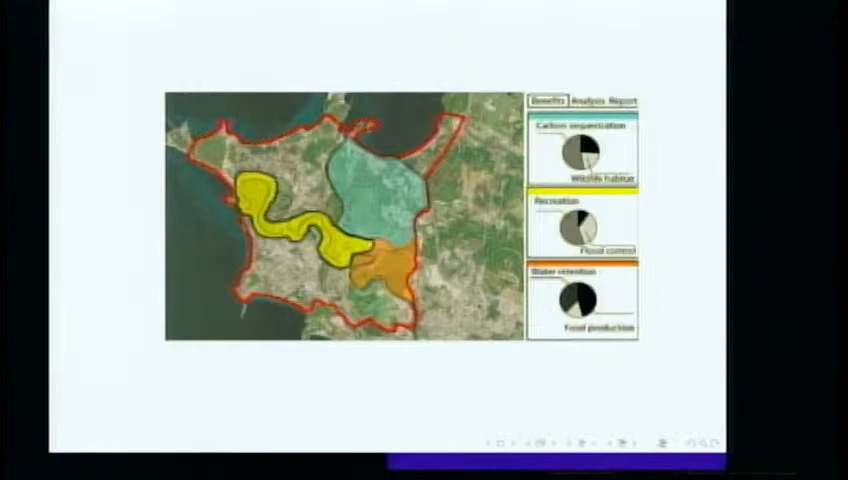 Benefits Analysis Report
Carbon sequestration
Wildlife habitat
Recreation
Flood control
Water retention
Food production